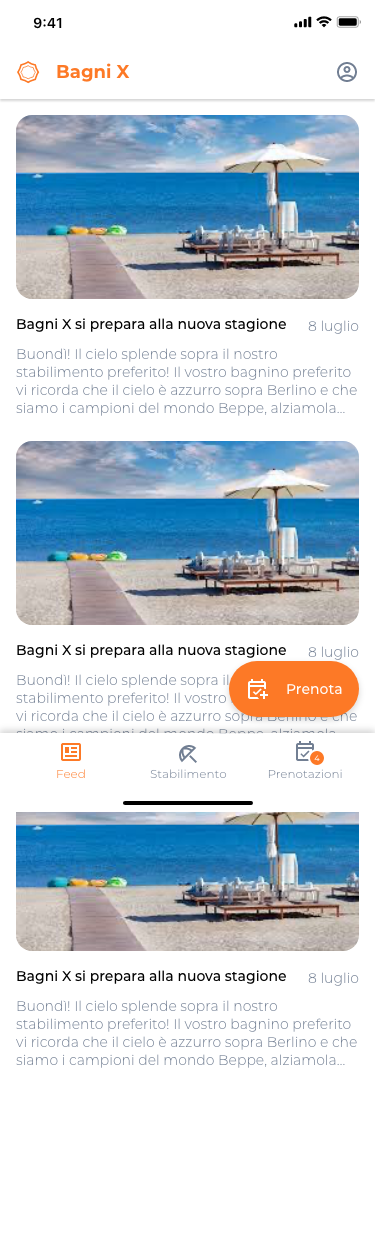 9:41
Bagni X
Bagni X si prepara alla nuova stagione
8 luglio
Buondì! Il cielo splende sopra il nostro
stabilimento preferito! Il vostro bagnino preferito
vi ricorda che il cielo è azzurro sopra Berlino e che
siamo i campioni del mondo Beppe, alziamola...
Bagni X si prepara alla nuova stagione
8 luglio
Buondì! Il cielo splende sopra il
stabilimento preferito! Il vostro
vi ricorda che il cielo è azzurro
Prenota
Feed
Stabilimento
Prenotazioni
4
Bagni X si prepara alla nuova stagione
8 luglio
Buondì! Il cielo splende sopra il nostro
stabilimento preferito! Il vostro bagnino preferito
vi ricorda che il cielo è azzurro sopra Berlino e che
siamo i campioni del mondo Beppe, alziamola...